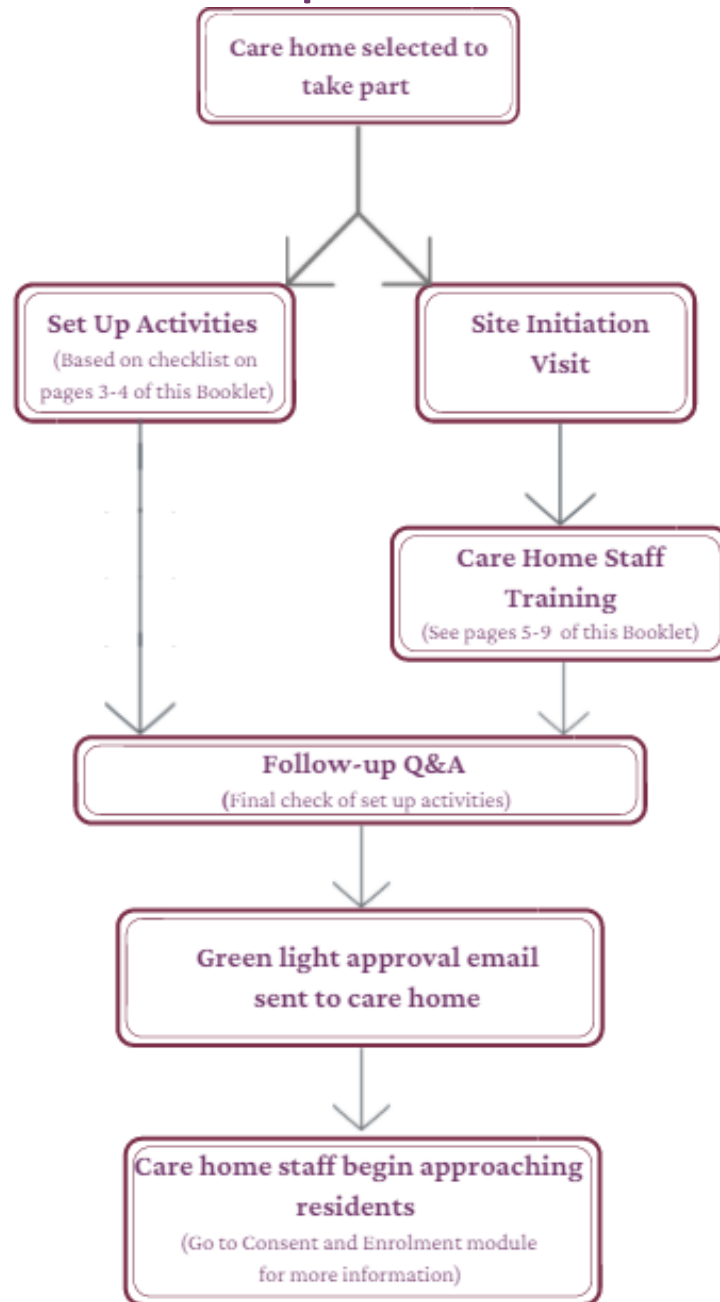 Care home selected to
take part
Set Up Activities
(Based on checklist on
pages 3-4 of this Booklet)
Site Initiation
Visit
Care Home Staff
Training
(See pages 5-9 of this Booklet)
Follow-up Q&A
(Final check of set up activities)
Green light approval email
sent to care home
Care home staff begin approaching
residents
(Go to Consent and Enrolment module
for more information)